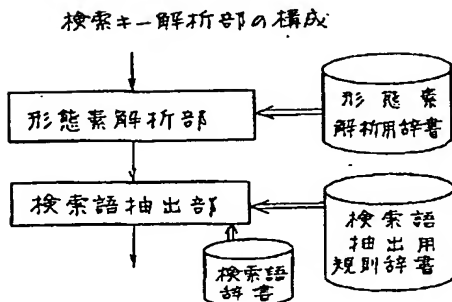 検索キー解析部の構成
形態素解析部
形態素
解析用辞書
検索語抽出部
検索語
抽出用
規則辞書
検索語
辞書